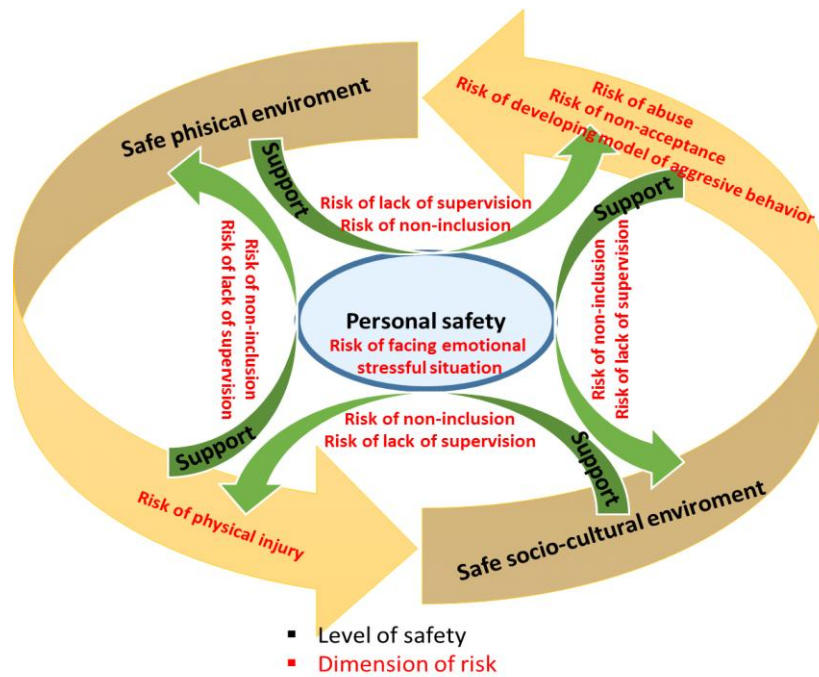 Safe phisical enviroment
Risk of abuse
Risk of non-acceptance
Risk of developing model of aggresive behavior
Support
Support
Risk of lack of supervision
Risk of non-inclusion
Risk of non-inclusion
Risk of lack of supervision
Personal safety
Risk of facing emotional
stressful situation
Risk of non-inclusion
Risk of lack of supervision
Risk of non-inclusion
Risk of lack of supervision
Support
Support
Risk of physical injury
Safe socio-cultural enviroment
▪ Level of safety
▪ Dimension of risk